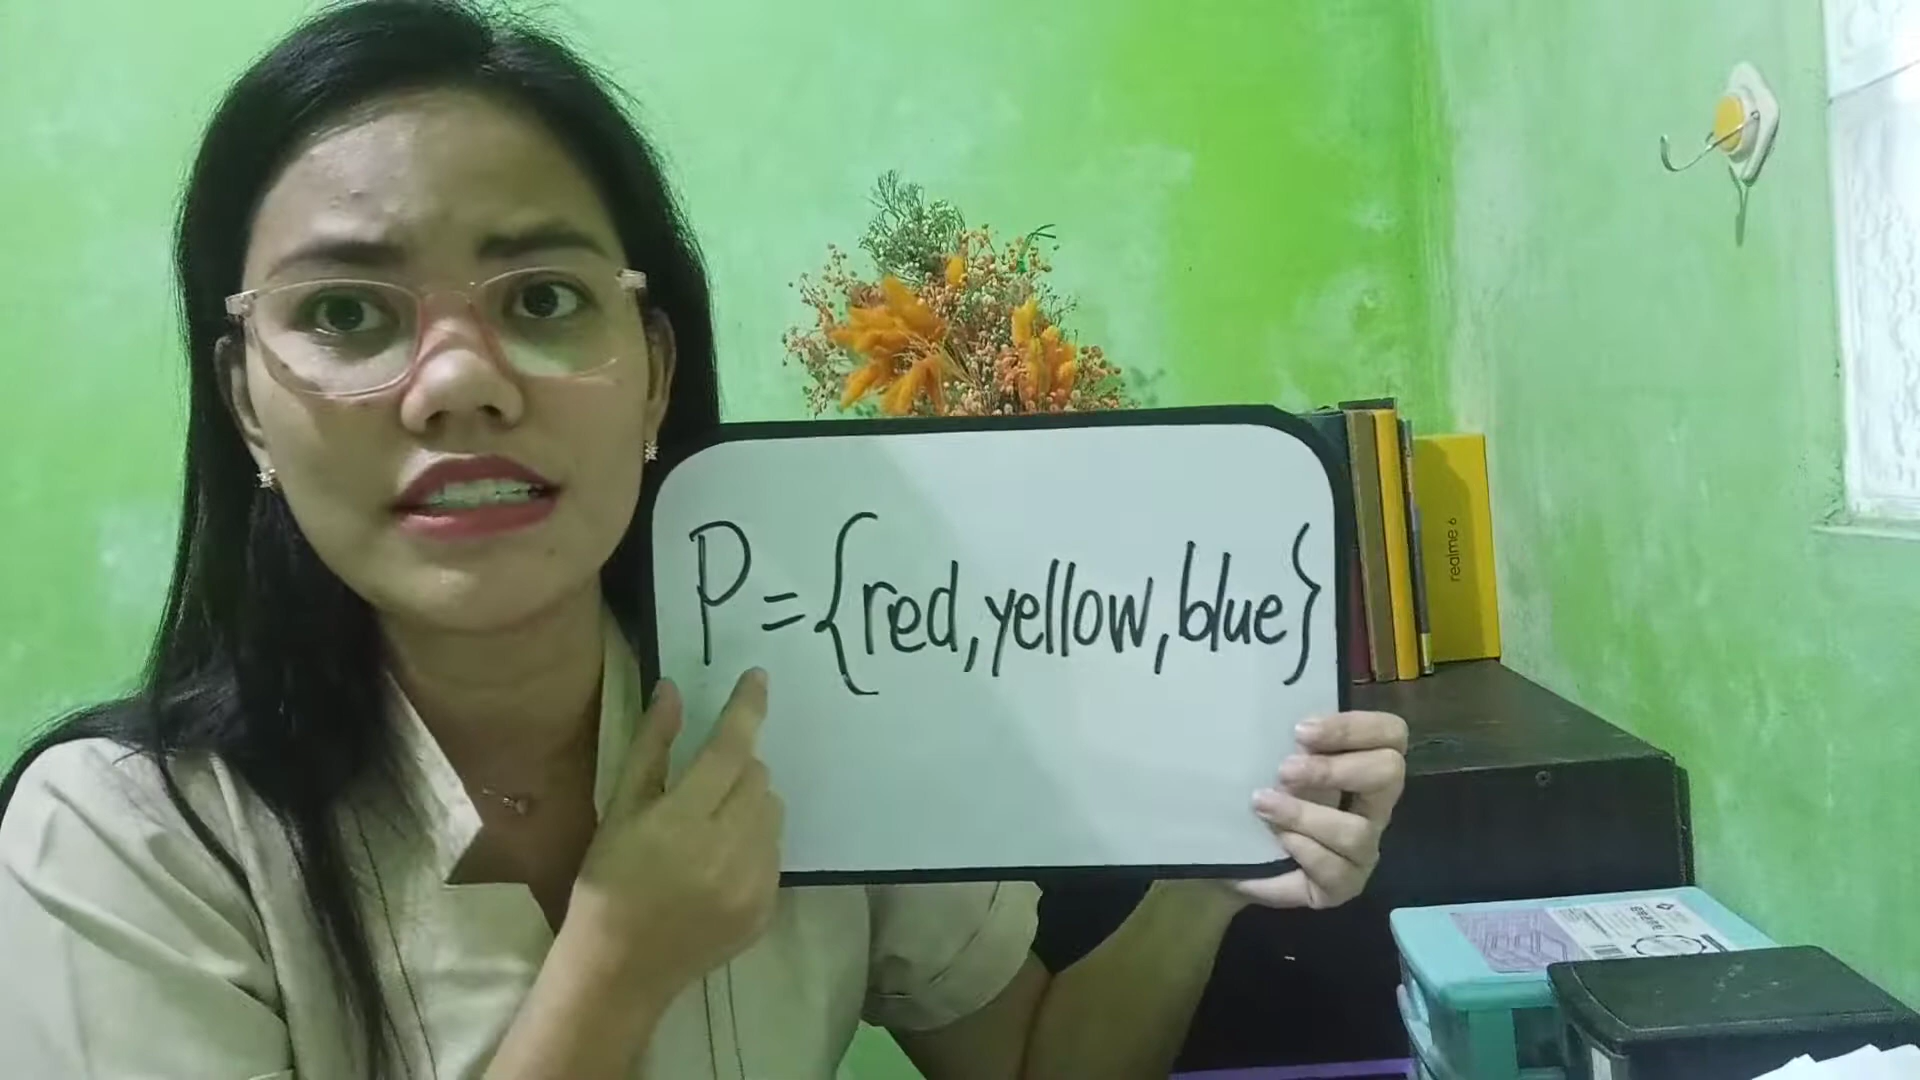 P = {red, yellow, blue}
realme 6